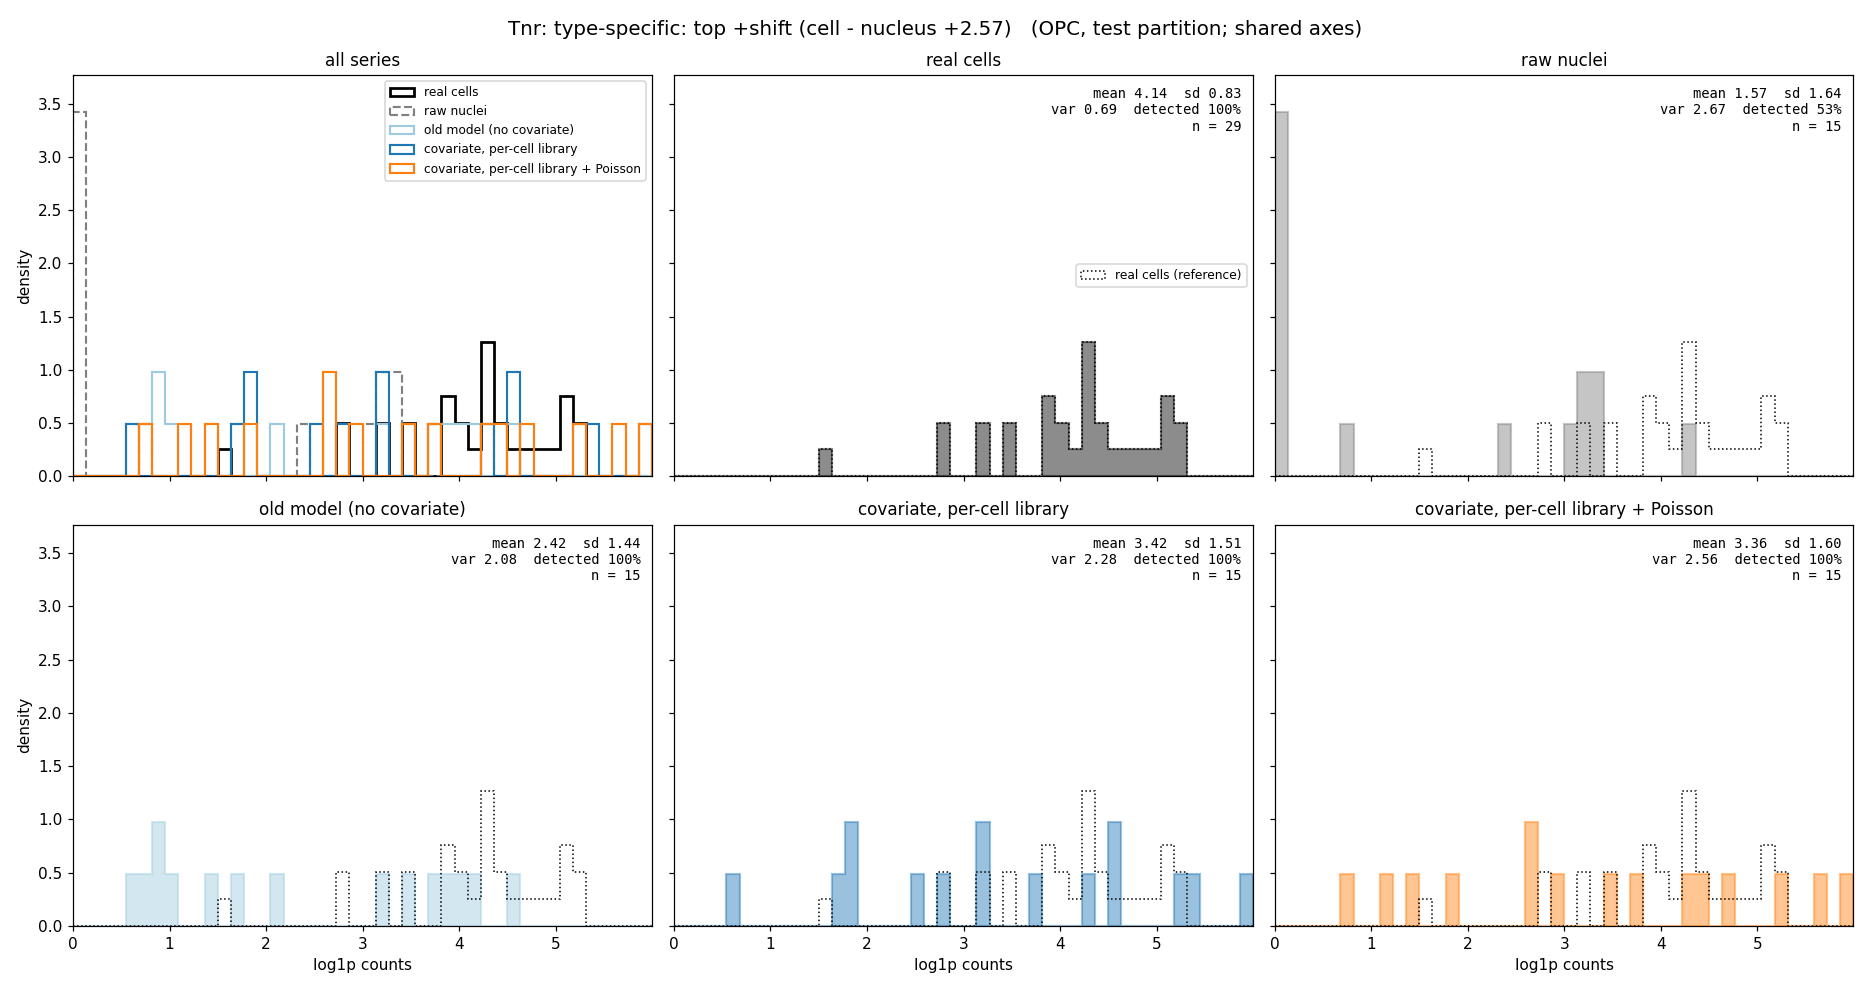 Tnr: type-specific: top +shift (cell - nucleus +2.57)   (OPC, test partition; shared axes)
all series
real cells
raw nuclei
old model (no covariate)
covariate, per-cell library
covariate, per-cell library + Poisson
3.5
3.0
2.5
2.0
1.5
1.0
0.5
0.0
density
real cells
mean 4.14  sd 0.83
var 0.69  detected 100%
n = 29
real cells (reference)
raw nuclei
mean 1.57  sd 1.64
var 2.67  detected 53%
n = 15
old model (no covariate)
mean 2.42  sd 1.44
var 2.08  detected 100%
n = 15
3.5
3.0
2.5
2.0
1.5
1.0
0.5
0.0
density
0 1 2 3 4 5
log1p counts
covariate, per-cell library
mean 3.42  sd 1.51
var 2.28  detected 100%
n = 15
0 1 2 3 4 5
log1p counts
covariate, per-cell library + Poisson
mean 3.36  sd 1.60
var 2.56  detected 100%
n = 15
0 1 2 3 4 5
log1p counts